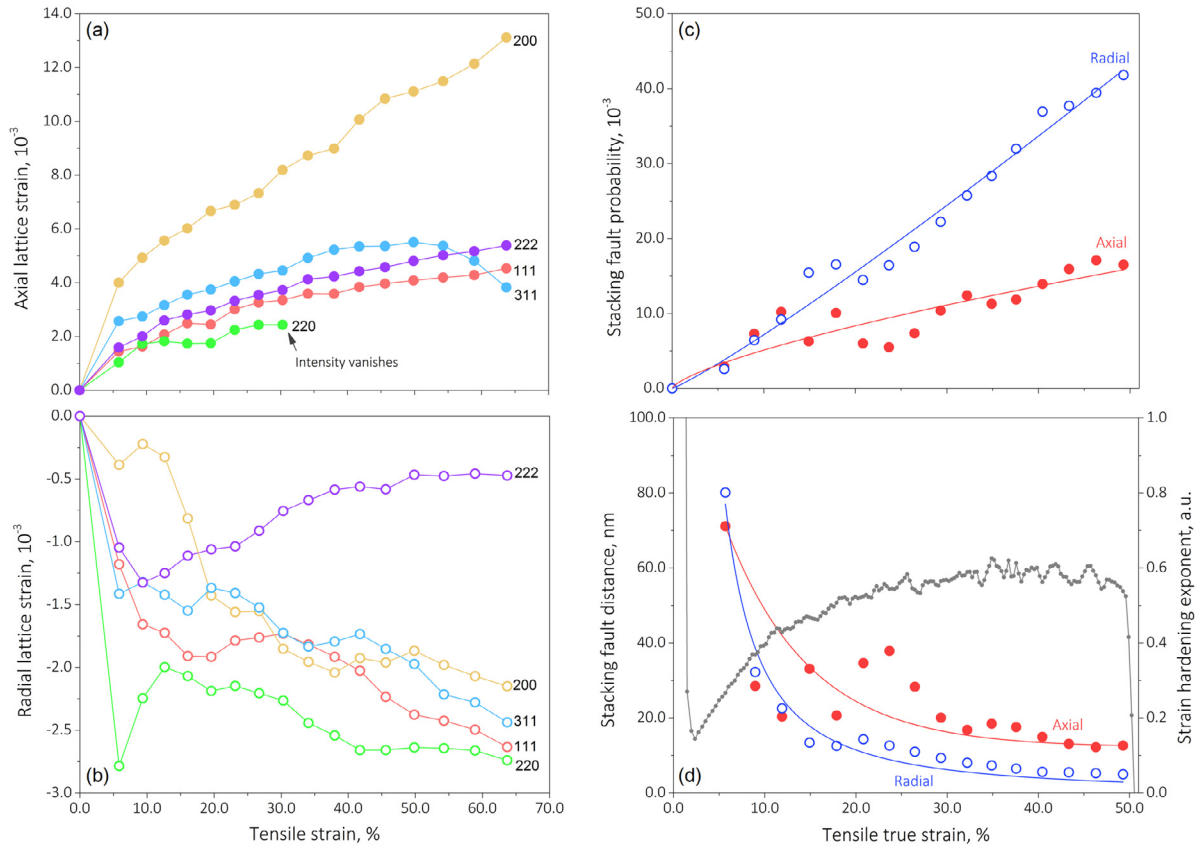 (a)
14.0
12.0
10.0
8.0
6.0
4.0
2.0
0.0
Axial lattice strain, 10⁻³
200
222
111
311
220
Intensity vanishes
(b)
0.0
-0.5
-1.0
-1.5
-2.0
-2.5
-3.0
Radial lattice strain, 10⁻³
222
200
311
111
220
0.0 10.0 20.0 30.0 40.0 50.0 60.0 70.0
Tensile strain, %
(c)
50.0
40.0
30.0
20.0
10.0
0.0
Stacking fault probability, 10⁻³
Radial
Axial
(d)
100.0
80.0
60.0
40.0
20.0
0.0
Stacking fault distance, nm
Axial
Radial
1.0
0.8
0.6
0.4
0.2
0.0
Strain hardening exponent, a.u.
0.0 10.0 20.0 30.0 40.0 50.0
Tensile true strain, %